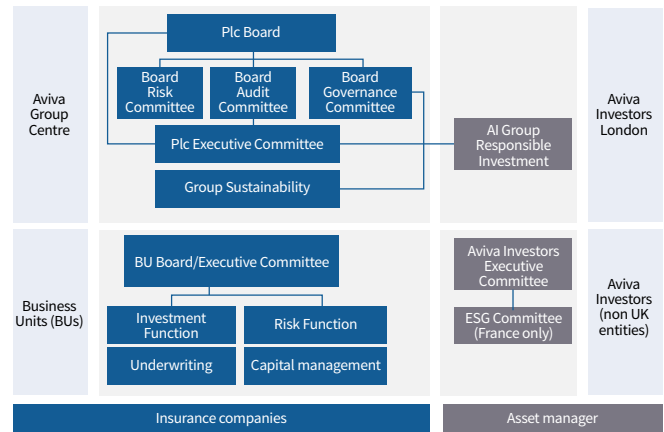 Aviva
Group
Centre
Plc Board
Board
Risk
Committee
Board
Audit
Committee
Board
Governance
Committee
Plc Executive Committee
Group Sustainability
AI Group
Responsible
Investment
Aviva
Investors
London
Business
Units (BUs)
BU Board/Executive Committee
Investment
Function
Risk Function
Underwriting
Capital management
Aviva Investors
Executive
Committee
ESG Committee
(France only)
Aviva
Investors
(non UK
entities)
Insurance companies
Asset manager